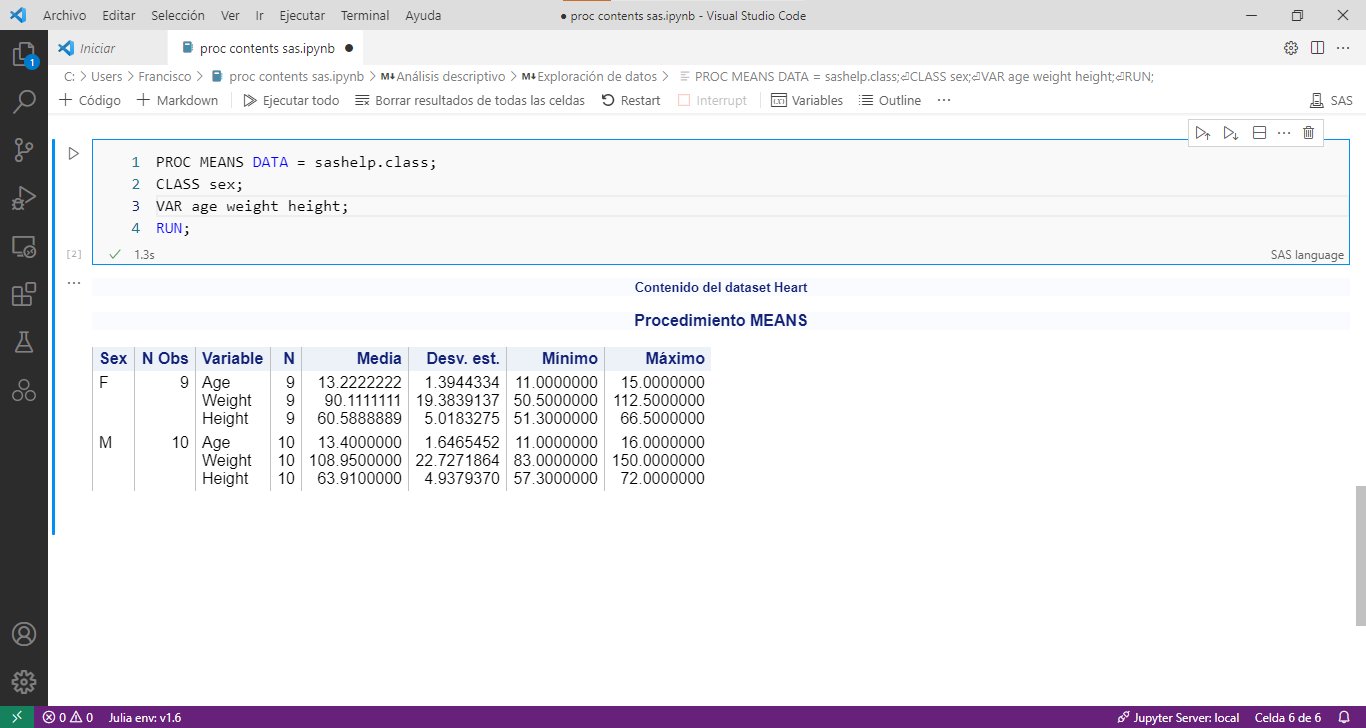 Archivo Editar Selección Ver Ir Ejecutar Terminal Ayuda ● proc contents sas.ipynb - Visual Studio Code
Iniciar proc contents sas.ipynb ●
C: > Users > Francisco > proc contents sas.ipynb > M↓Análisis descriptivo > M↓Exploración de datos > PROC MEANS DATA = sashelp.class;⏎CLASS sex;⏎VAR age weight height;⏎RUN;
+ Código + Markdown Ejecutar todo Borrar resultados de todas las celdas Restart Interrupt Variables Outline ··· SAS
1 PROC MEANS DATA = sashelp.class;
2 CLASS sex;
3 VAR age weight height;
4 RUN;
[2] ✓ 1.3s SAS language
Contenido del dataset Heart
Procedimiento MEANS
Sex N Obs Variable N Media Desv. est. Mínimo Máximo
F 9 Age 9 13.2222222 1.3944334 11.0000000 15.0000000
Weight 9 90.1111111 19.3839137 50.5000000 112.5000000
Height 9 60.5888889 5.0183275 51.3000000 66.5000000
M 10 Age 10 13.4000000 1.6465452 11.0000000 16.0000000
Weight 10 108.9500000 22.7271864 83.0000000 150.0000000
Height 10 63.9100000 4.9379370 57.3000000 72.0000000
1
0 0 Julia env: v1.6 Jupyter Server: local Celda 6 de 6